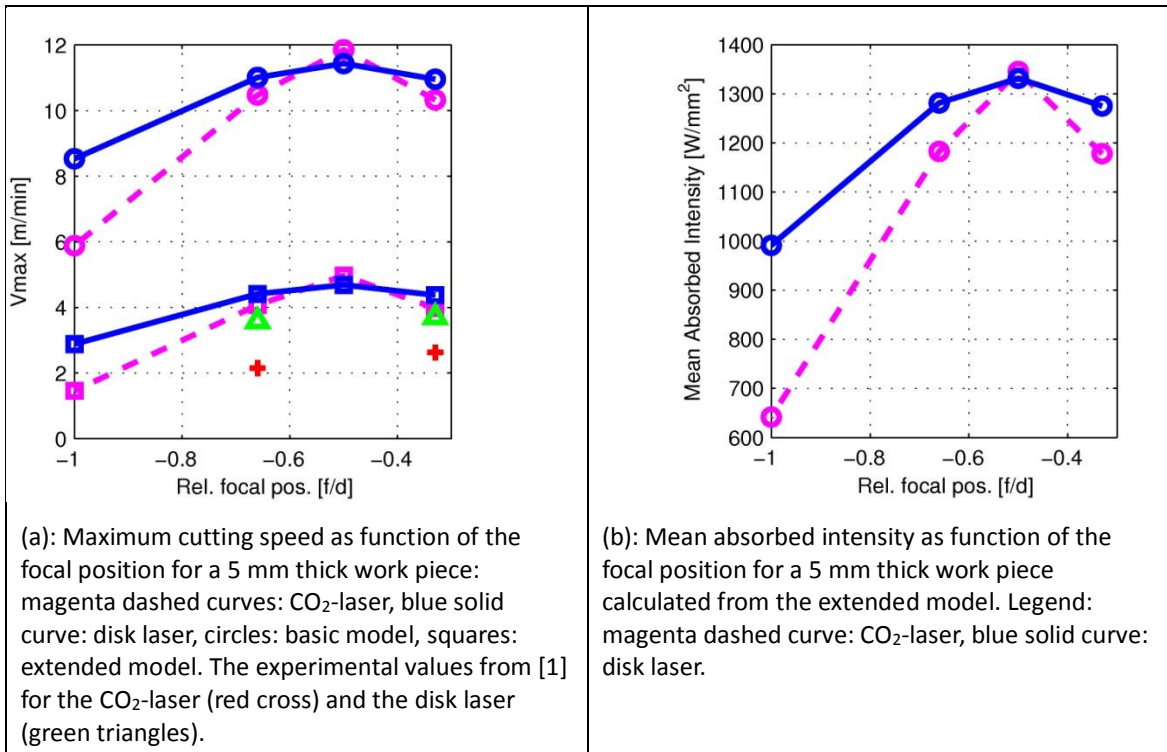 12
10
8
6
4
2
0
Vmax [m/min]
−1
−0.8
−0.6
−0.4
Rel. focal pos. [f/d]
1400
1300
1200
1100
1000
900
800
700
600
Mean Absorbed Intensity [W/mm²]
−1
−0.8
−0.6
−0.4
Rel. focal pos. [f/d]
(a): Maximum cutting speed as function of the
focal position for a 5 mm thick work piece:
magenta dashed curves: CO₂-laser, blue solid
curve: disk laser, circles: basic model, squares:
extended model. The experimental values from [1]
for the CO₂-laser (red cross) and the disk laser
(green triangles).
(b): Mean absorbed intensity as function of the
focal position for a 5 mm thick work piece
calculated from the extended model. Legend:
magenta dashed curve: CO₂-laser, blue solid curve:
disk laser.